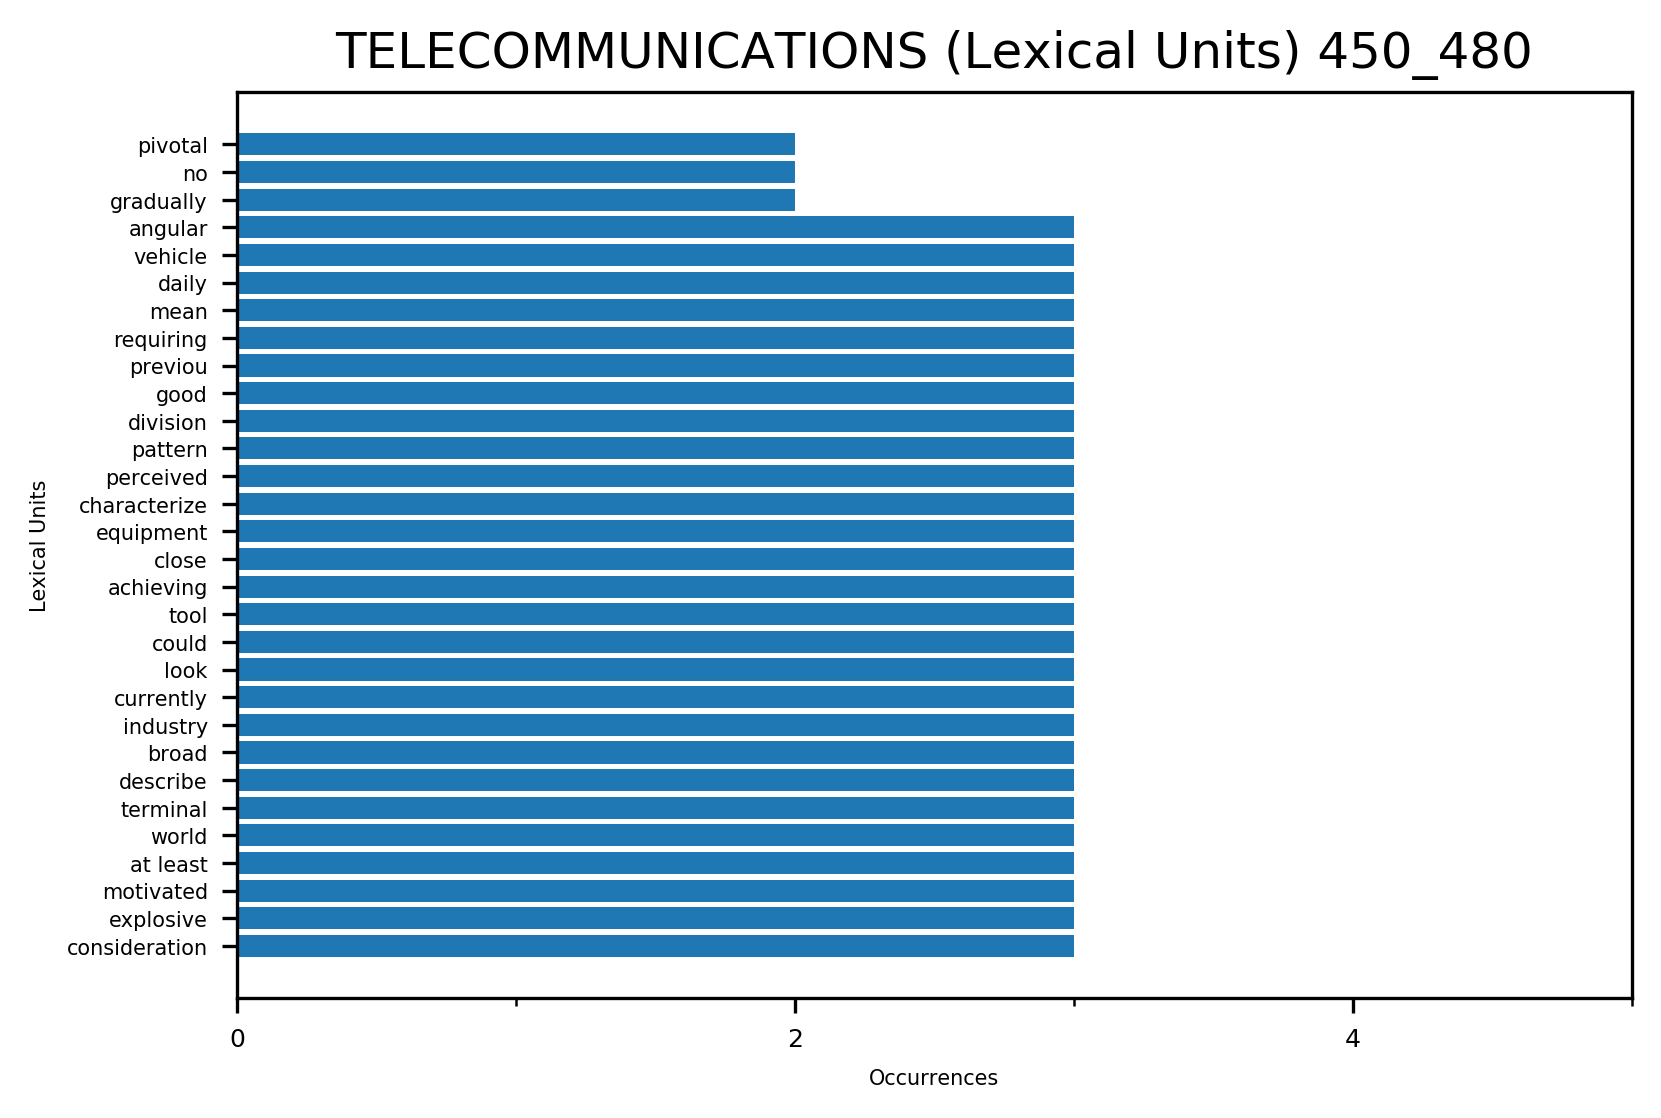 TELECOMMUNICATIONS (Lexical Units) 450_480
pivotal
no
gradually
angular
vehicle
daily
mean
requiring
previou
good
division
pattern
perceived
characterize
equipment
close
achieving
tool
could
look
currently
industry
broad
describe
terminal
world
at least
motivated
explosive
consideration
Lexical Units
0 2 4
Occurrences